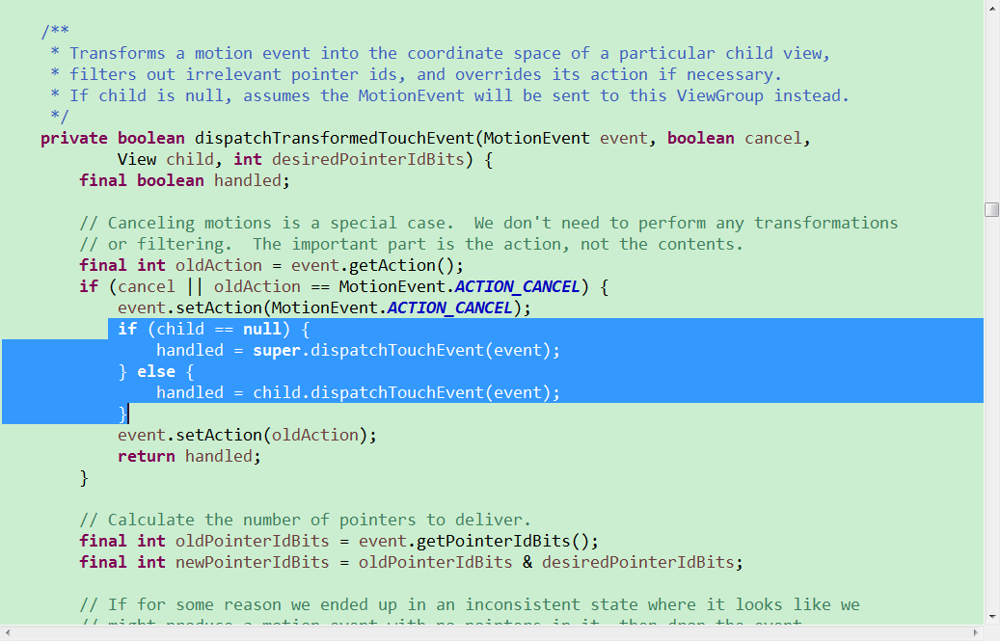 /**
 * Transforms a motion event into the coordinate space of a particular child view,
 * filters out irrelevant pointer ids, and overrides its action if necessary.
 * If child is null, assumes the MotionEvent will be sent to this ViewGroup instead.
 */
private boolean dispatchTransformedTouchEvent(MotionEvent event, boolean cancel,
        View child, int desiredPointerIdBits) {
    final boolean handled;

    // Canceling motions is a special case.  We don't need to perform any transformations
    // or filtering.  The important part is the action, not the contents.
    final int oldAction = event.getAction();
    if (cancel || oldAction == MotionEvent.ACTION_CANCEL) {
        event.setAction(MotionEvent.ACTION_CANCEL);
        if (child == null) {
            handled = super.dispatchTouchEvent(event);
        } else {
            handled = child.dispatchTouchEvent(event);
        }
        event.setAction(oldAction);
        return handled;
    }

    // Calculate the number of pointers to deliver.
    final int oldPointerIdBits = event.getPointerIdBits();
    final int newPointerIdBits = oldPointerIdBits & desiredPointerIdBits;

    // If for some reason we ended up in an inconsistent state where it looks like we
    // might produce a motion event with no pointers in it, then drop the event.